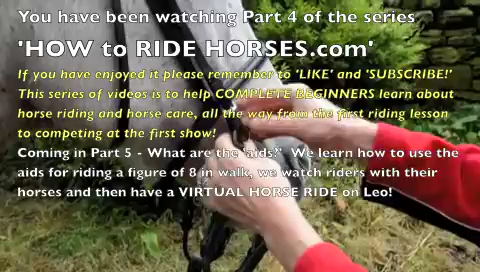 You have been watching Part 4 of the series
'HOW to RIDE HORSES.com'
If you have enjoyed it please remember to 'LIKE' and 'SUBSCRIBE!'
This series of videos is to help COMPLETE BEGINNERS learn about
horse riding and horse care, all the way from the first riding lesson
to competing at the first show!
Coming in Part 5 - What are the 'aids?' We learn how to use the
aids for riding a figure of 8 in walk, we watch riders with their
horses and then have a VIRTUAL HORSE RIDE on Leo!